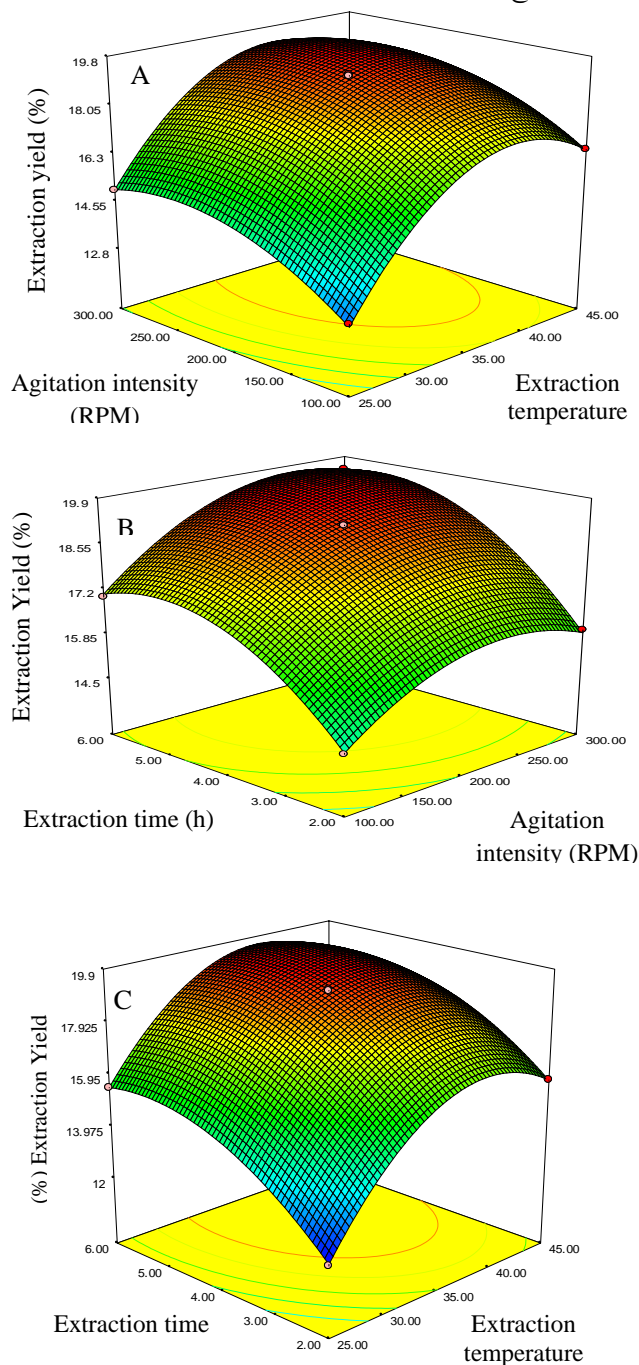 A
19.8
18.05
16.3
14.55
12.8
Extraction yield (%)
300.00
250.00
200.00
150.00
100.00
45.00
40.00
35.00
30.00
25.00
Agitation intensity
(RPM)
Extraction
temperature
B
19.9
18.55
17.2
15.85
14.5
Extraction Yield (%)
6.00
5.00
4.00
3.00
2.00
300.00
250.00
200.00
150.00
100.00
Extraction time (h)
Agitation
intensity (RPM)
C
19.9
17.925
15.95
13.975
12
(%) Extraction Yield
6.00
5.00
4.00
3.00
2.00
45.00
40.00
35.00
30.00
25.00
Extraction time
Extraction
temperature